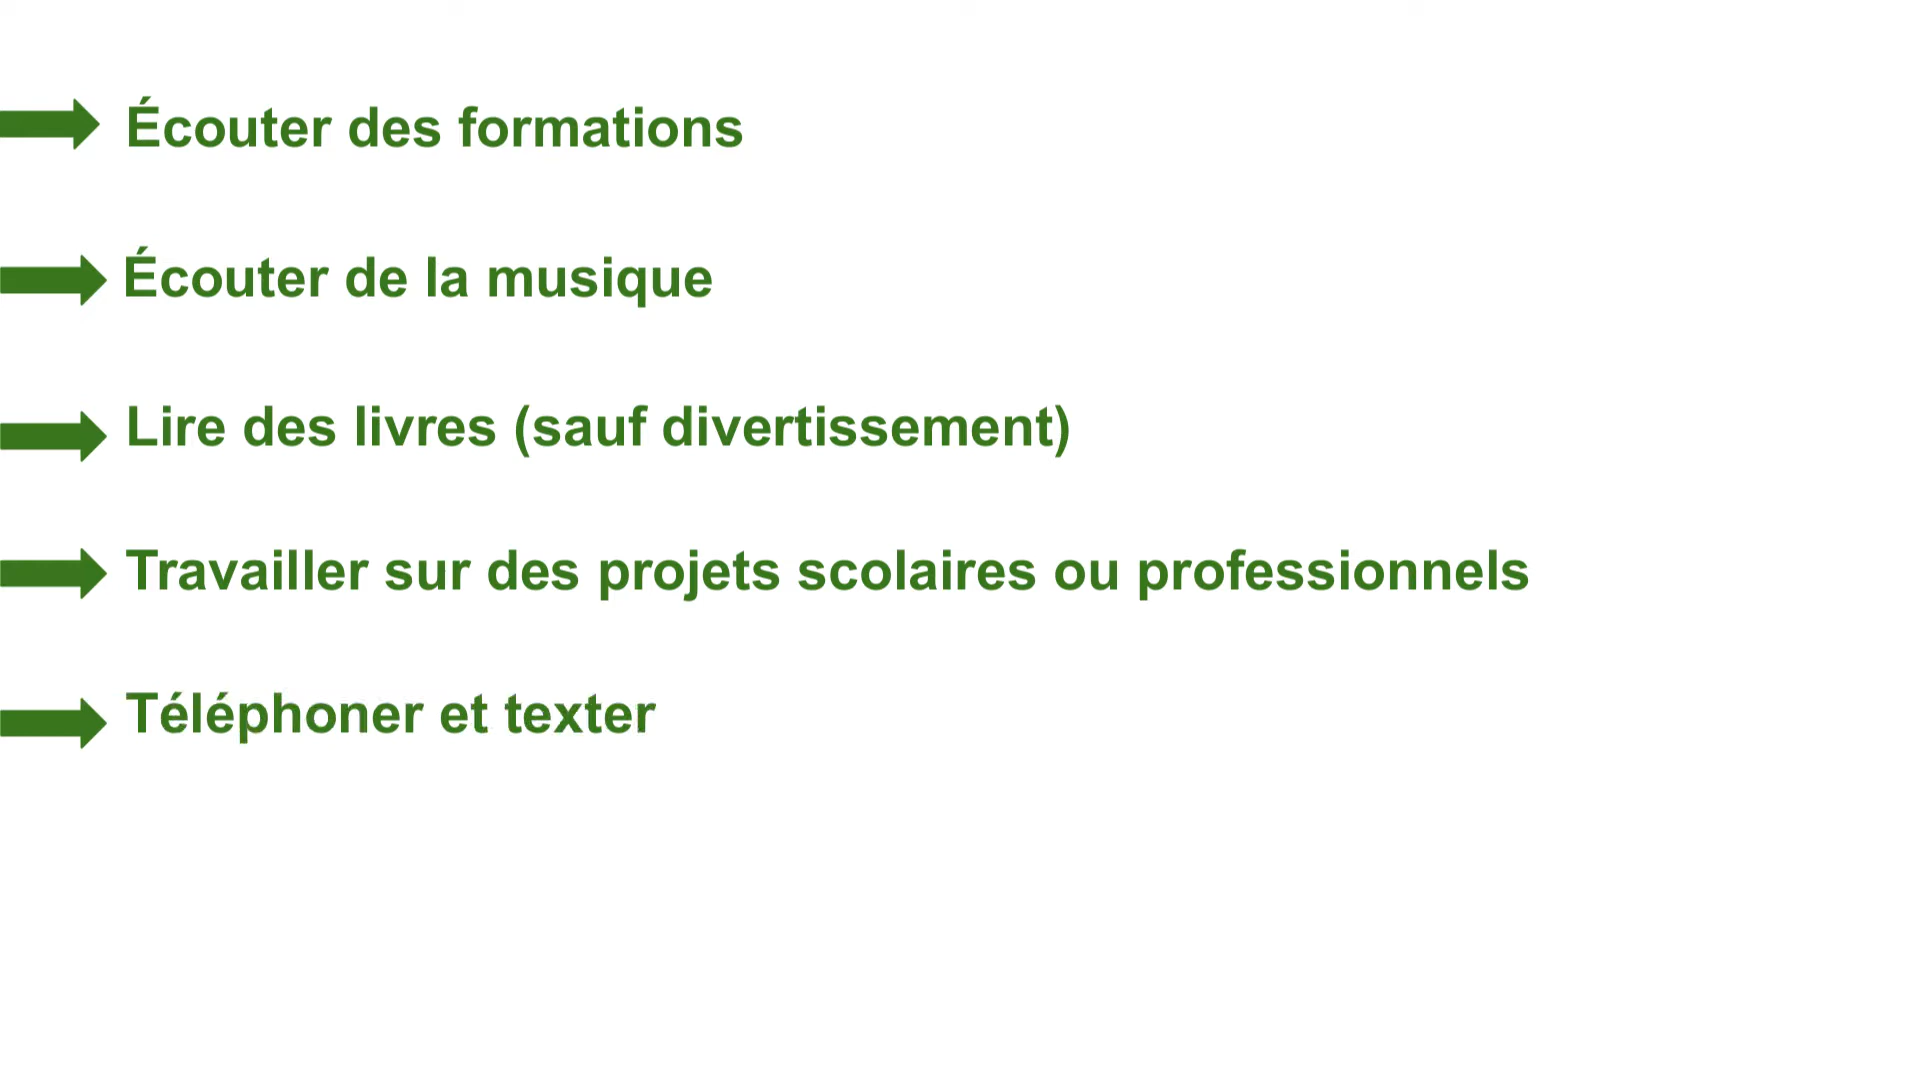 Écouter des formations
Écouter de la musique
Lire des livres (sauf divertissement)
Travailler sur des projets scolaires ou professionnels
Téléphoner et texter